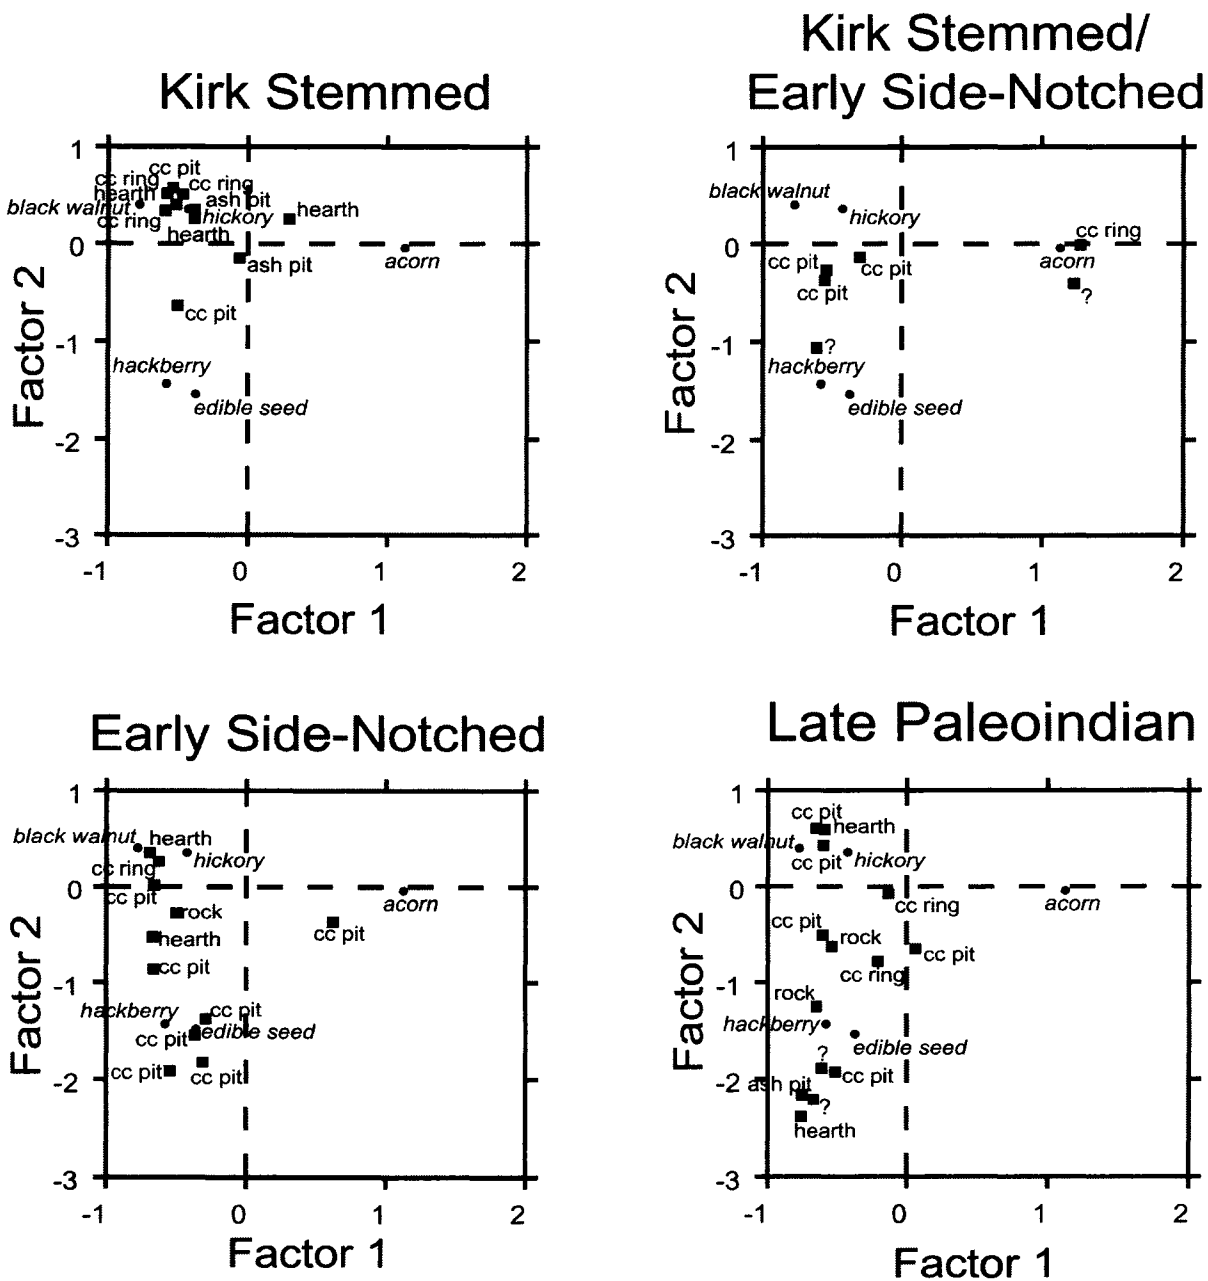 Kirk Stemmed
1
cc pit
cc ring
cc ring
hearth
ash pit
black walnut
hickory
hearth
cc ring
hearth
0
acorn
ash pit
cc pit
-1
hackberry
edible seed
-2
-3
-1 0 1 2
Factor 2
Factor 1
Kirk Stemmed/
Early Side-Notched
1
black walnut
hickory
cc ring
0
acorn
cc pit
cc pit
cc pit
?
-1
?
hackberry
edible seed
-2
-3
-1 0 1 2
Factor 2
Factor 1
Early Side-Notched
1
black walnut
hearth
hickory
cc ring
0
cc pit
acorn
rock
cc pit
hearth
cc pit
-1
hackberry
cc pit
edible seed
cc pit
cc pit
cc pit
-2
-3
-1 0 1 2
Factor 2
Factor 1
Late Paleoindian
1
cc pit
hearth
black walnut
cc pit
hickory
0
cc ring
acorn
cc pit
rock
cc pit
cc ring
-1
rock
hackberry
edible seed
?
cc pit
-2
ash pit
?
hearth
-3
-1 0 1 2
Factor 2
Factor 1